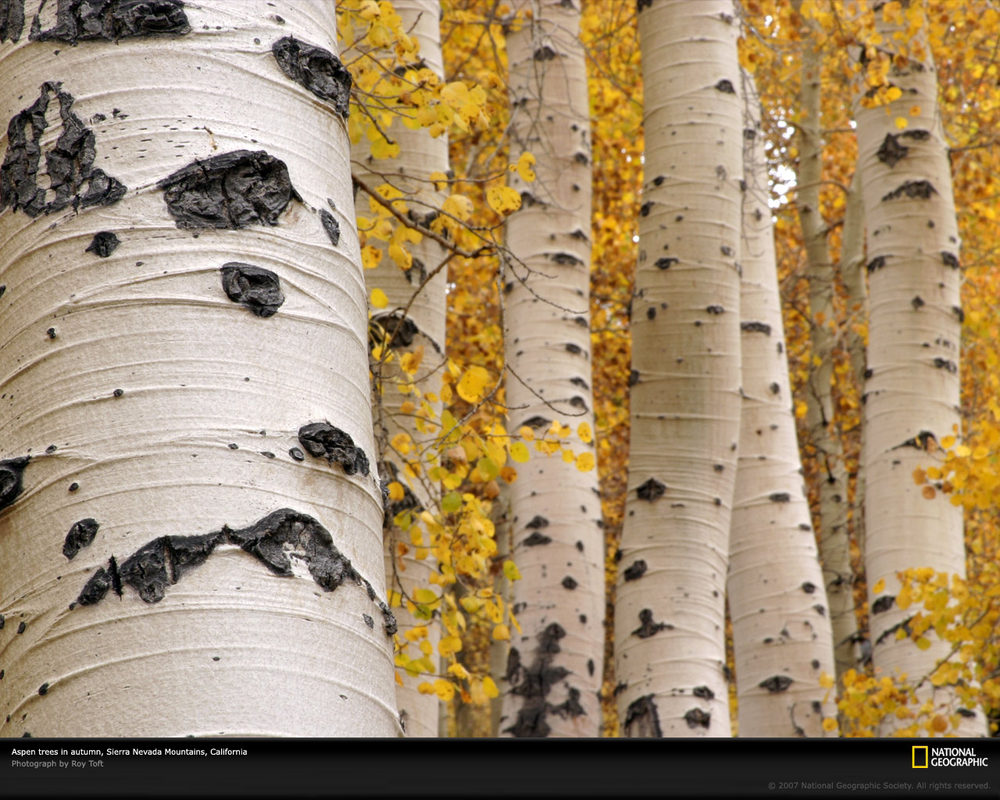 Aspen trees in autumn, Sierra Nevada Mountains, California
Photograph by Roy Toft
NATIONAL
GEOGRAPHIC
© 2007 National Geographic Society. All rights reserved.